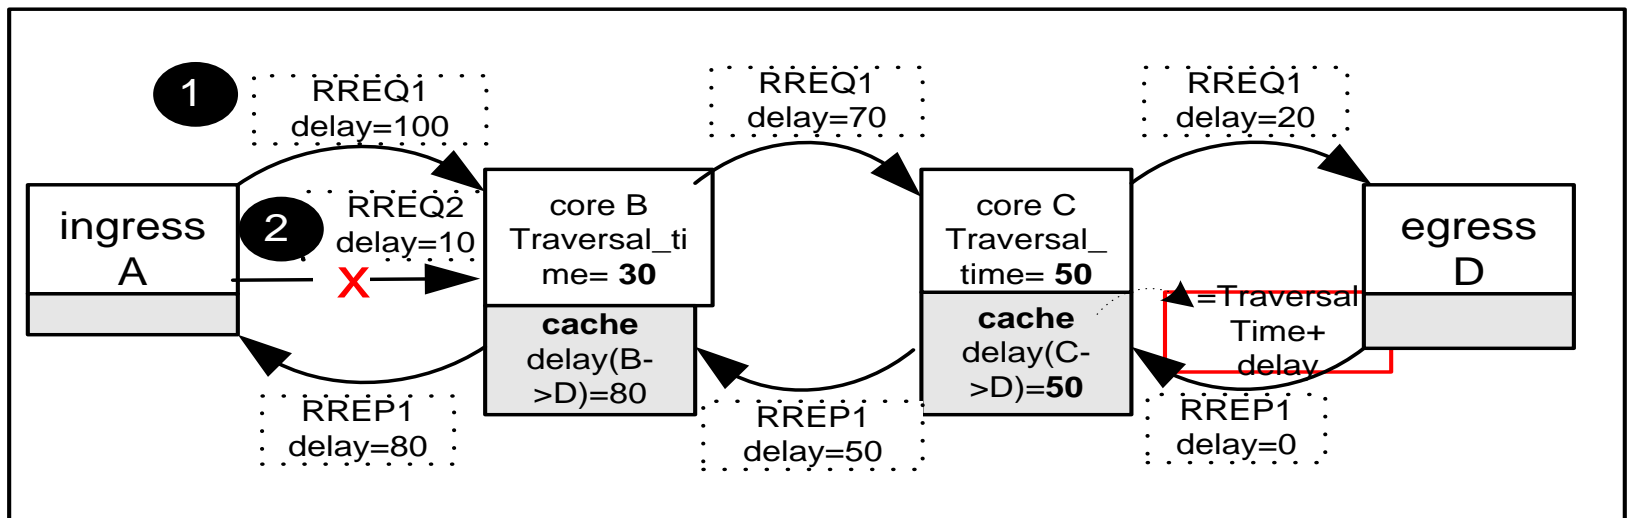 1
RREQ1
delay=100
RREQ1
delay=70
RREQ1
delay=20
ingress
A
2
RREQ2
delay=10
X
core B
Traversal_ti
me= 30
cache
delay(B-
>D)=80
core C
Traversal_
time= 50
cache
delay(C-
>D)=50
=Traversal
Time+
delay
egress
D
RREP1
delay=80
RREP1
delay=50
RREP1
delay=0